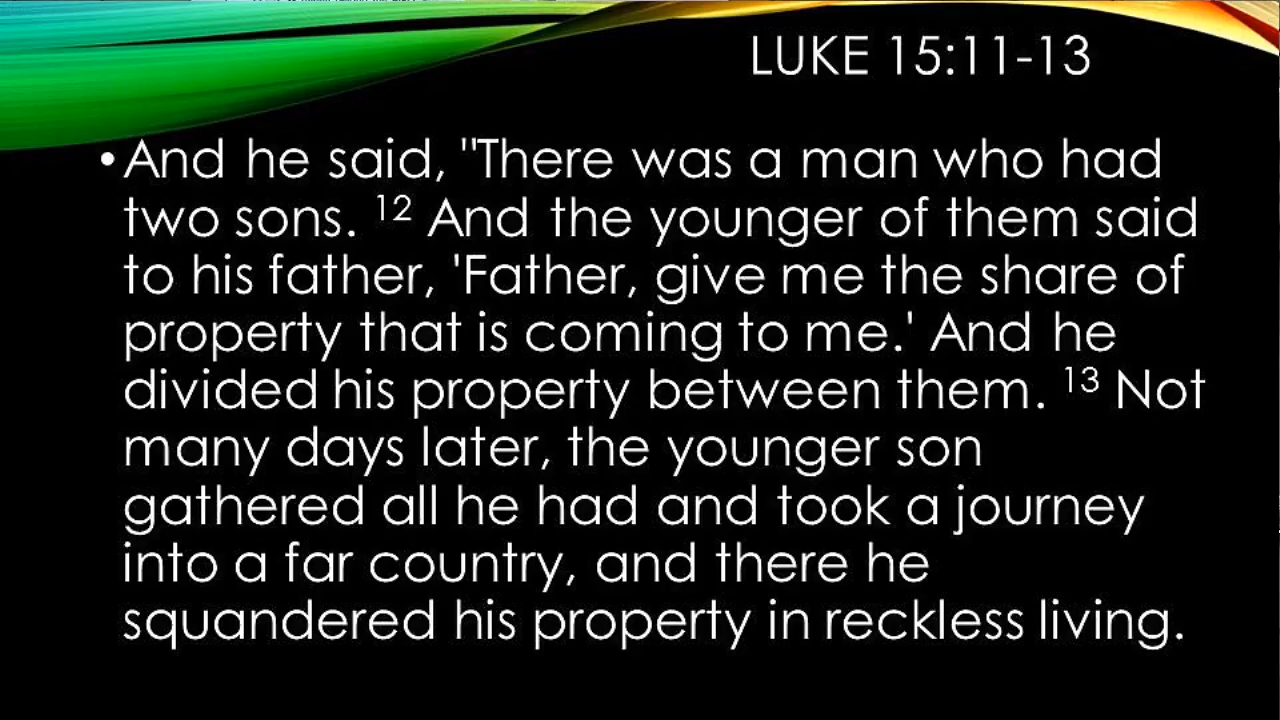 LUKE 15:11-13
•And he said, "There was a man who had
two sons. ¹² And the younger of them said
to his father, 'Father, give me the share of
property that is coming to me.' And he
divided his property between them. ¹³ Not
many days later, the younger son
gathered all he had and took a journey
into a far country, and there he
squandered his property in reckless living.